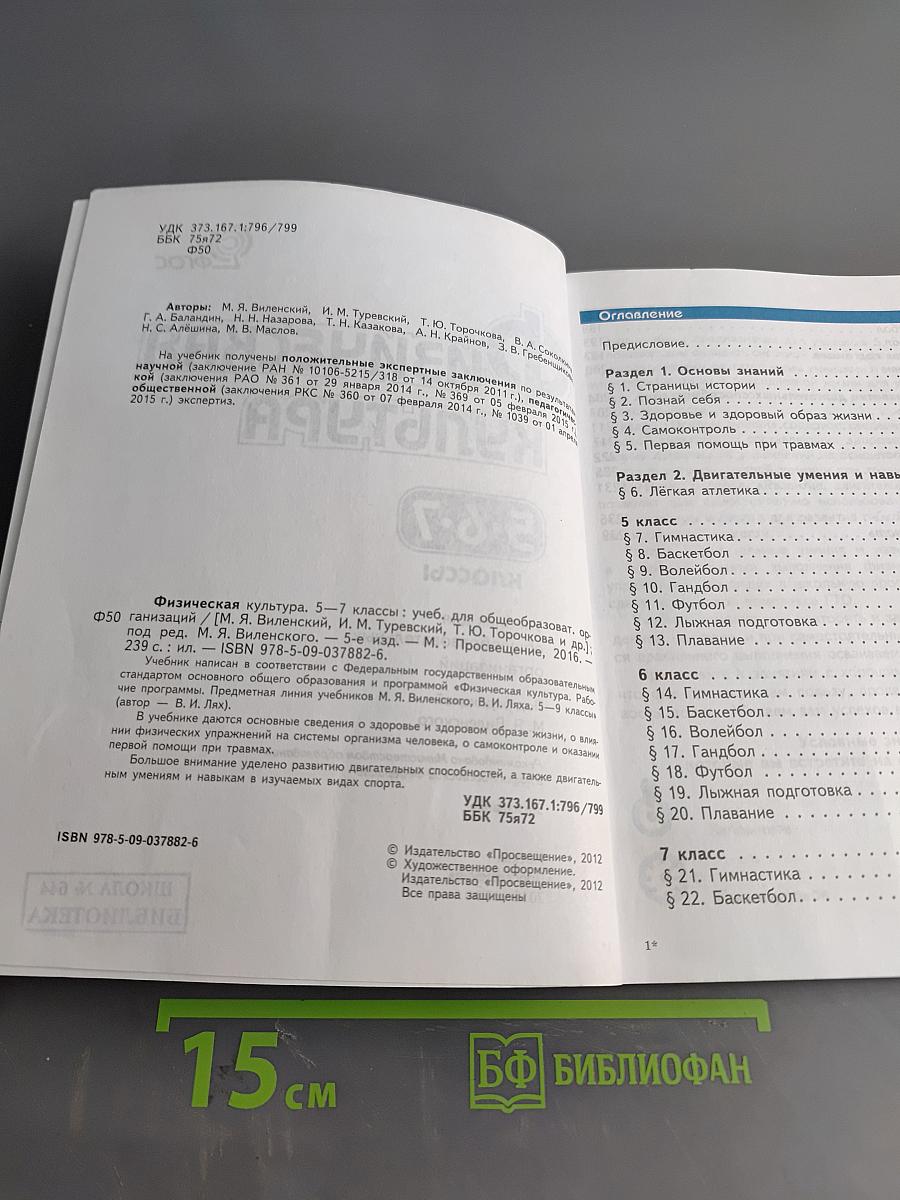 УДК 373.167.1:796/799
ББК 75я72
Ф50
Авторы: М. Я. Виленский, И. М. Туревский, Т. Ю. Торочкова, В. А. Соколкина,
Г. А. Баландин, Н. Н. Назарова, Т. Н. Казакова, А. Н. Крайнов, З. В. Гребенщикова,
Н. С. Алёшина, М. В. Маслов.
На учебник получены положительные экспертные заключения по результатам
научной (заключение РАН № 10106-5215/318 от 14 октября 2011 г.), педагогичес-
кой (заключения РАО № 361 от 29 января 2014 г., № 369 от 05 февраля 2015 г.) и
общественной (заключения РКС № 360 от 07 февраля 2014 г., № 1039 от 01 апреля
2015 г.) экспертиз.
Физическая культура. 5—7 классы : учеб. для общеобразоват. ор-
Ф50 ганизаций / [М. Я. Виленский, И. М. Туревский, Т. Ю. Торочкова и др.];
под ред. М. Я. Виленского. — 5-е изд. — М. : Просвещение, 2016. —
239 с. : ил. — ISBN 978-5-09-037882-6.
Учебник написан в соответствии с Федеральным государственным образовательным
стандартом основного общего образования и программой «Физическая культура. Рабо-
чие программы. Предметная линия учебников М. Я. Виленского, В. И. Ляха. 5—9 классы»
(автор — В. И. Лях).
В учебнике даются основные сведения о здоровье и здоровом образе жизни, о влия-
нии физических упражнений на системы организма человека, о самоконтроле и оказании
первой помощи при травмах.
Большое внимание уделено развитию двигательных способностей, а также двигатель-
ным умениям и навыкам в изучаемых видах спорта.
УДК 373.167.1:796/799
ББК 75я72
ISBN 978-5-09-037882-6
© Издательство «Просвещение», 2012
© Художественное оформление.
Издательство «Просвещение», 2012
Все права защищены
Оглавление
Предисловие.
Раздел 1. Основы знаний
§ 1. Страницы истории
§ 2. Познай себя
§ 3. Здоровье и здоровый образ жизни
§ 4. Самоконтроль
§ 5. Первая помощь при травмах
Раздел 2. Двигательные умения и навы
§ 6. Лёгкая атлетика
5 класс
§ 7. Гимнастика
§ 8. Баскетбол
§ 9. Волейбол
§ 10. Гандбол
§ 11. Футбол
§ 12. Лыжная подготовка
§ 13. Плавание
6 класс
§ 14. Гимнастика
§ 15. Баскетбол
§ 16. Волейбол
§ 17. Гандбол
§ 18. Футбол
§ 19. Лыжная подготовка
§ 20. Плавание
7 класс
§ 21. Гимнастика
§ 22. Баскетбол
1*
ШКОЛА № 644
БИБЛИОТЕКА
15 см
БФ БИБЛИОФАН